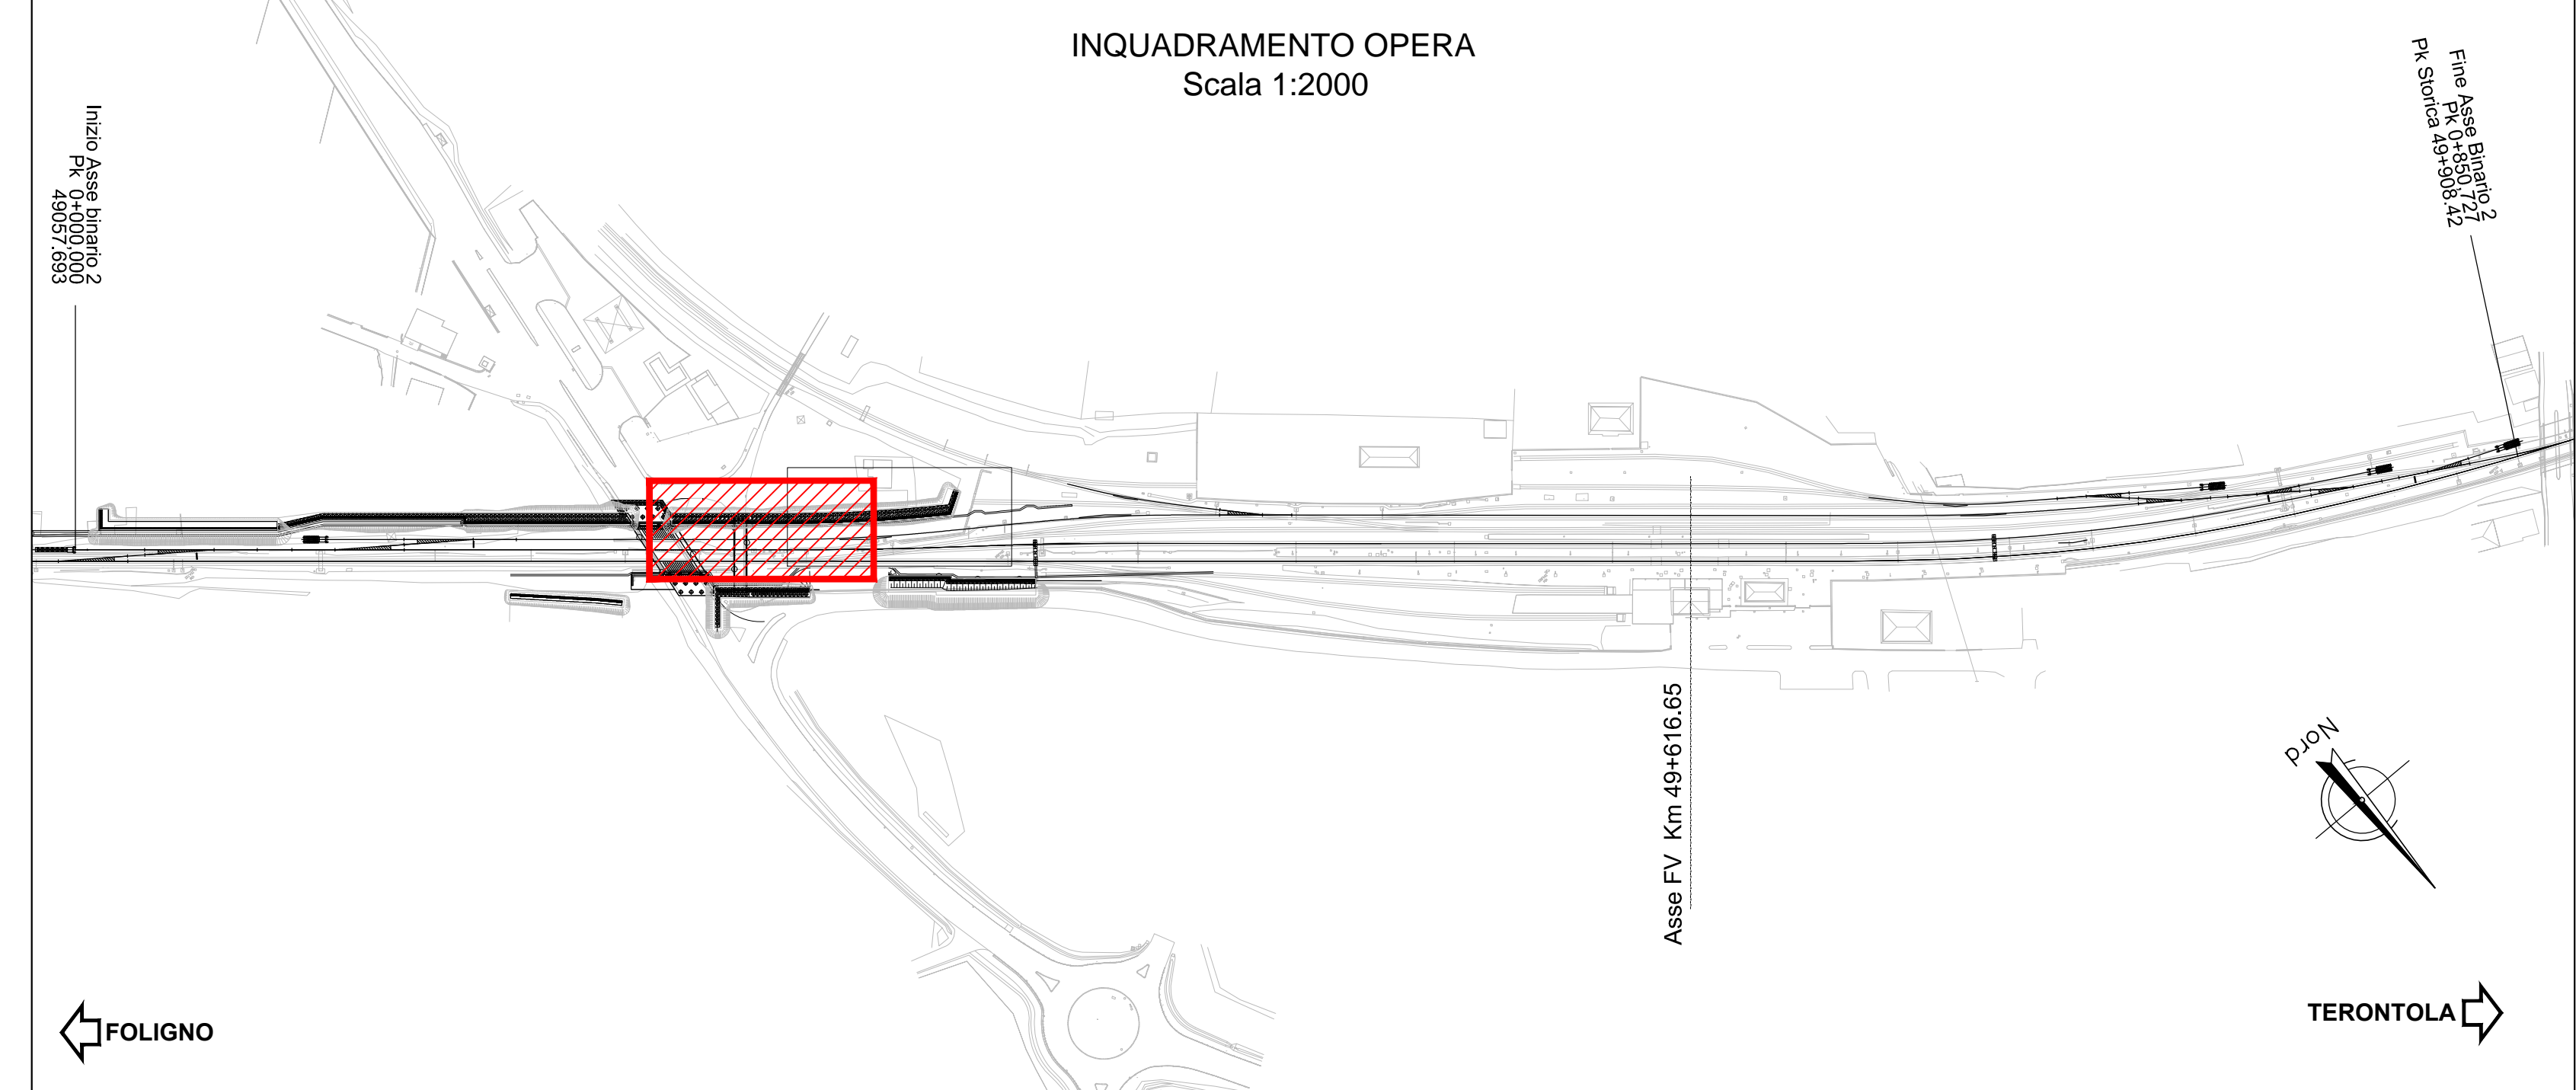 INQUADRAMENTO OPERA
Scala 1:2000
Inizio Asse binario 2
Pk 0+000,000
49057.693
Fine Asse Binario 2
Pk 0+850,727
Pk Storica 49+908.42
Asse FV Km 49+616.65
Nord
FOLIGNO
TERONTOLA